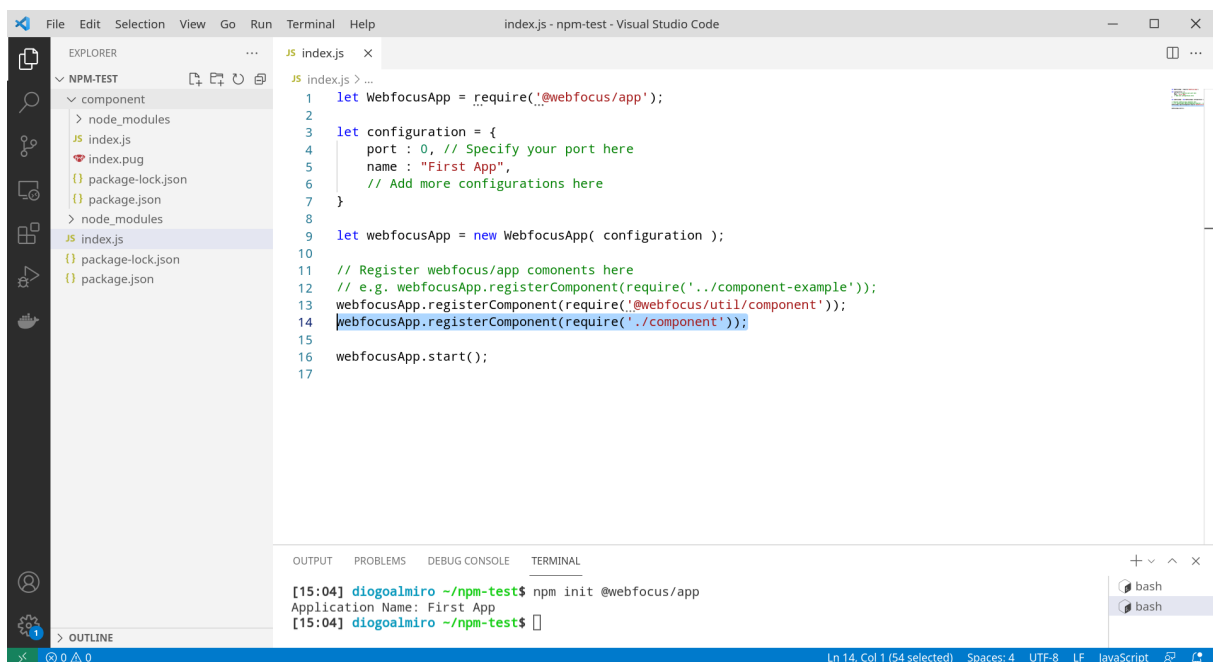 File Edit Selection View Go Run Terminal Help index.js - npm-test - Visual Studio Code
EXPLORER
NPM-TEST
component
node_modules
JS index.js
index.pug
{} package-lock.json
{} package.json
node_modules
JS index.js
{} package-lock.json
{} package.json
OUTLINE
JS index.js
JS index.js > ...
1 let WebfocusApp = require('@webfocus/app');
2
3 let configuration = {
4 port : 0, // Specify your port here
5 name : "First App",
6 // Add more configurations here
7 }
8
9 let webfocusApp = new WebfocusApp( configuration );
10
11 // Register webfocus/app comonents here
12 // e.g. webfocusApp.registerComponent(require('../component-example'));
13 webfocusApp.registerComponent(require('@webfocus/util/component'));
14 webfocusApp.registerComponent(require('./component'));
15
16 webfocusApp.start();
17
OUTPUT PROBLEMS DEBUG CONSOLE TERMINAL
[15:04] diogoalmiro ~/npm-test$ npm init @webfocus/app
Application Name: First App
[15:04] diogoalmiro ~/npm-test$
bash
bash
1
0 0 Ln 14, Col 1 (54 selected) Spaces: 4 UTF-8 LF JavaScript